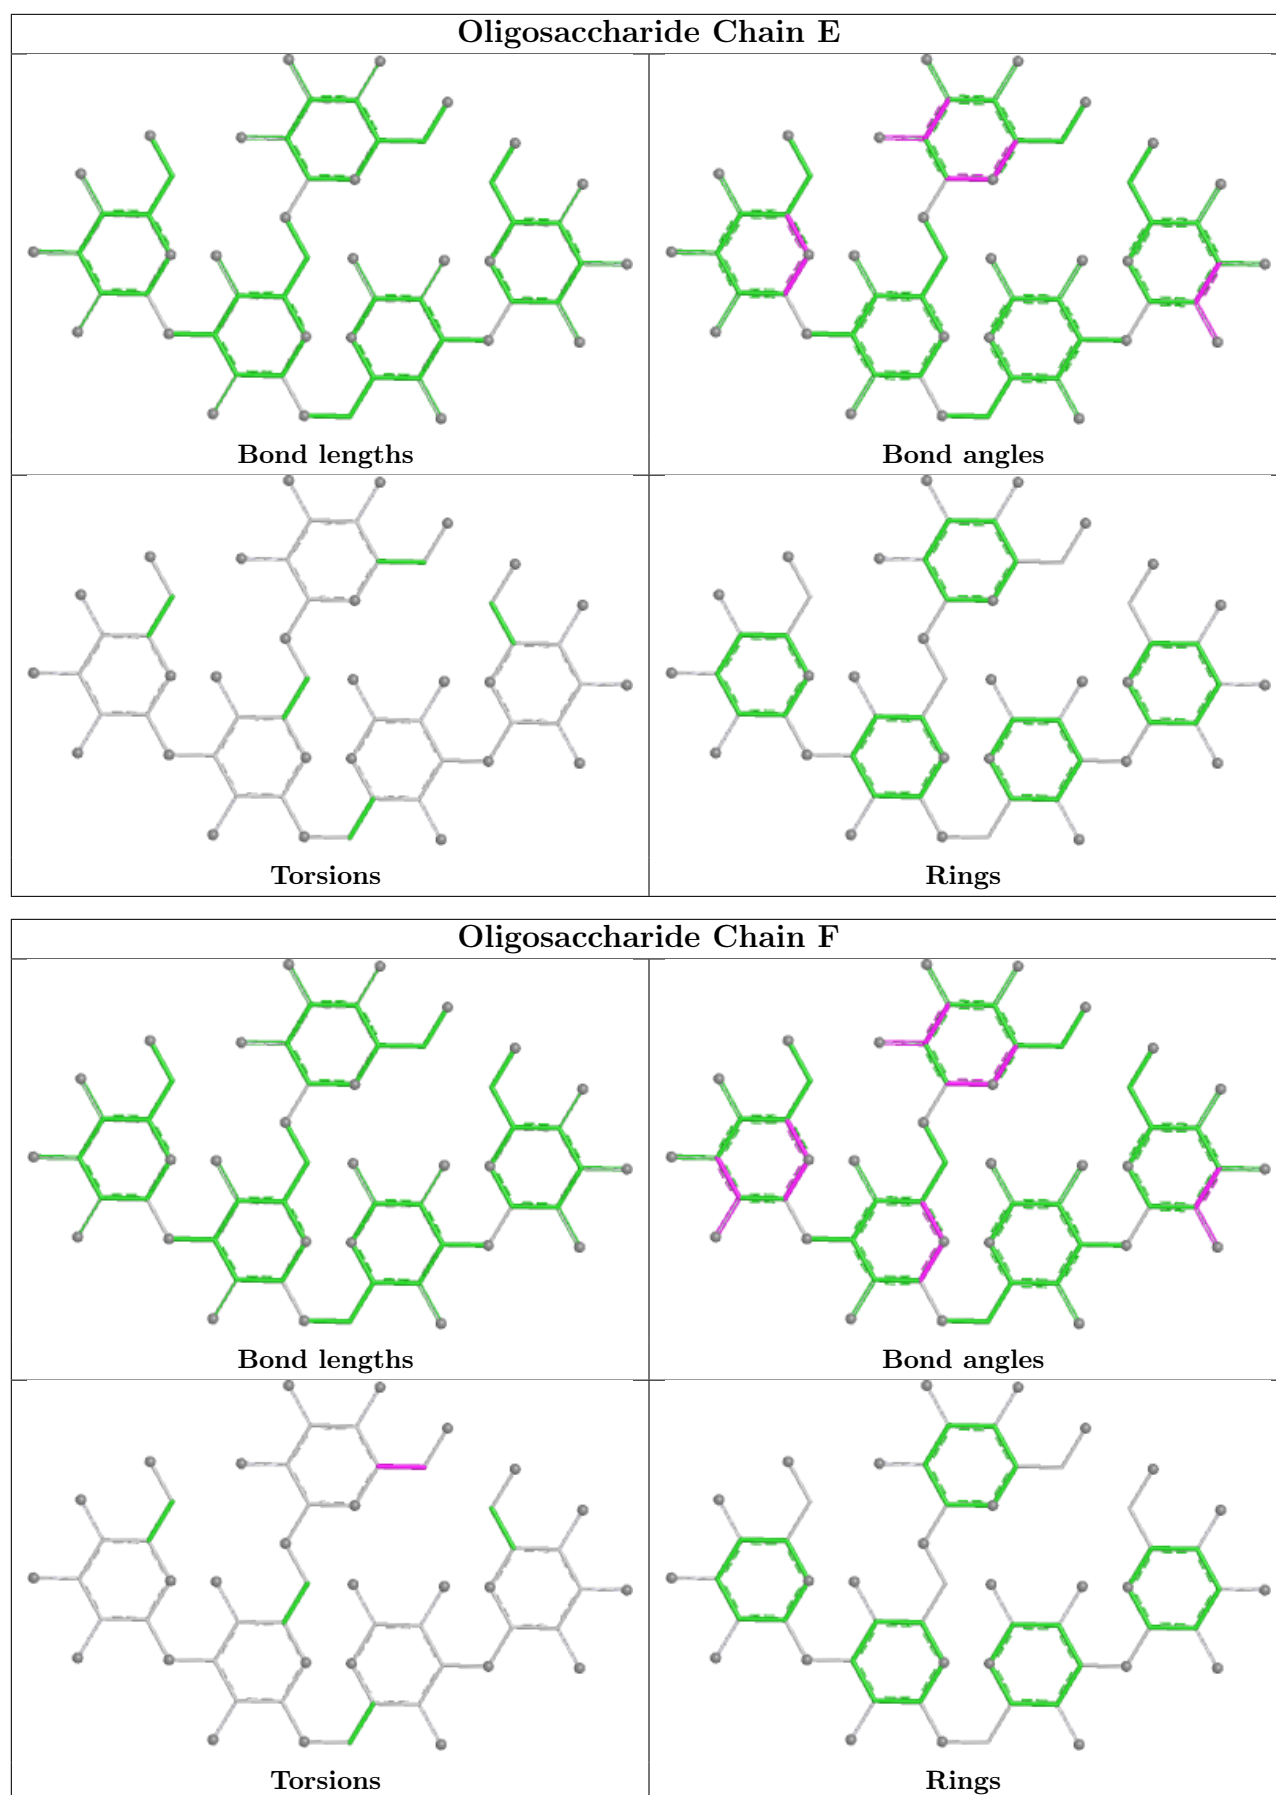 Oligosaccharide Chain E
Bond lengths
Bond angles
Torsions
Rings
Oligosaccharide Chain F
Bond lengths
Bond angles
Torsions
Rings